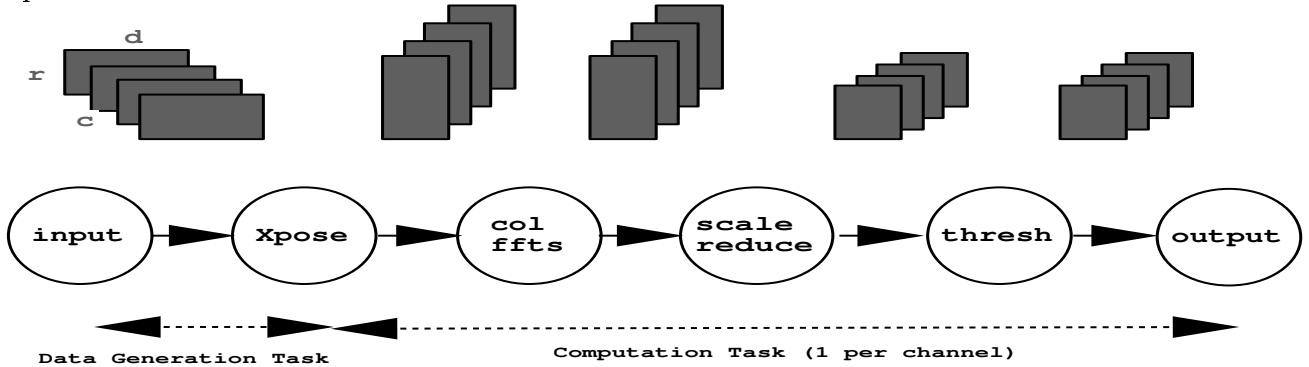 d
r
c
input
Xpose
col
ffts
scale
reduce
thresh
output
Data Generation Task
Computation Task (1 per channel)